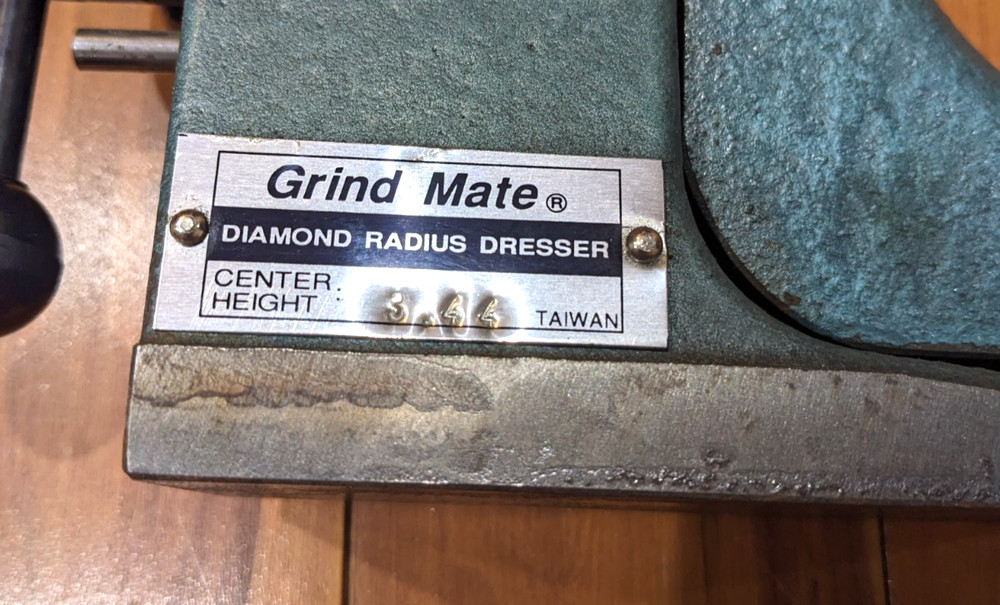 Grind Mate®
DIAMOND RADIUS DRESSER
CENTER
HEIGHT : 3.44
TAIWAN